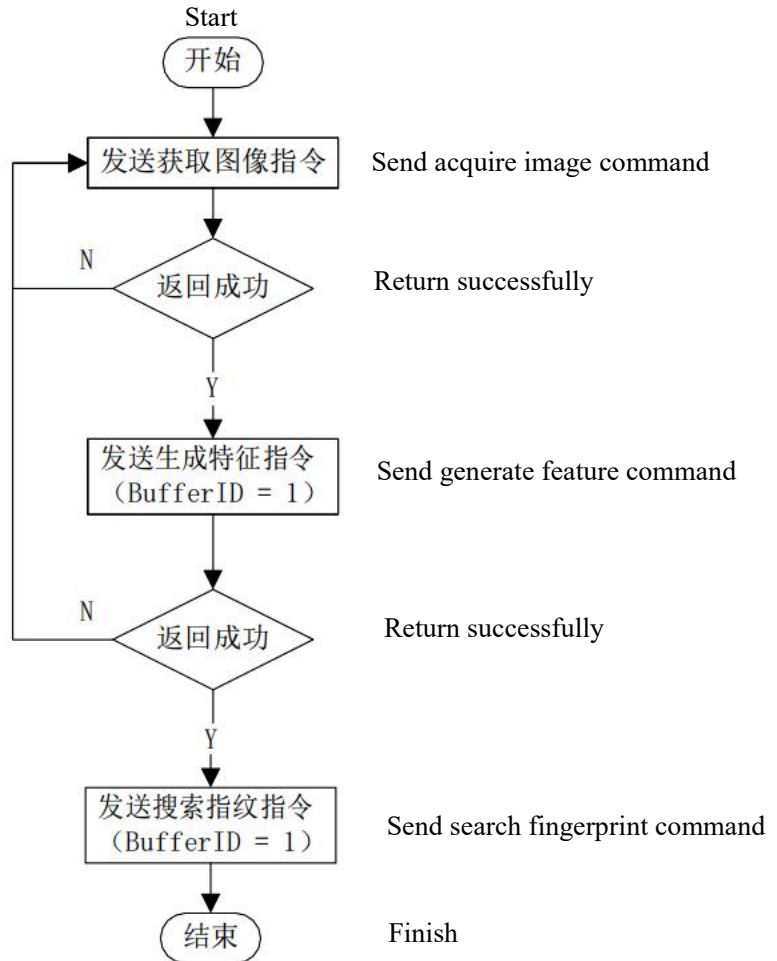 Start
开始
发送获取图像指令
Send acquire image command
N
返回成功
Return successfully
Y
发送生成特征指令
（BufferID = 1）
Send generate feature command
N
返回成功
Return successfully
Y
发送搜索指纹指令
（BufferID = 1）
Send search fingerprint command
结束
Finish